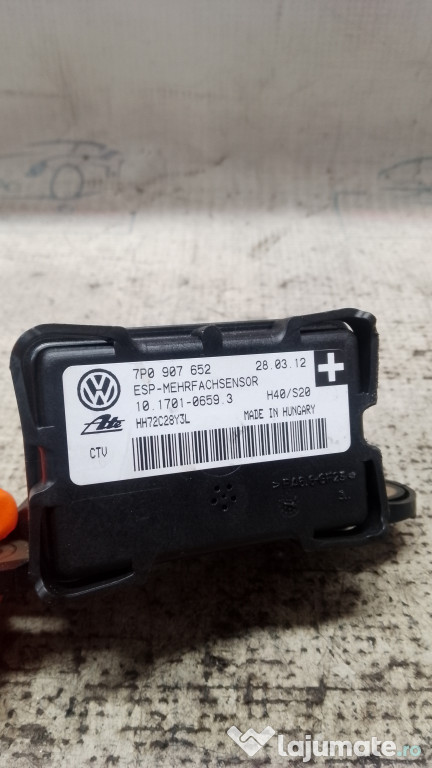 7P0 907 652 28.03.12
ESP-MEHRFACHSENSOR
10.1701-0659.3 H40/S20
HH72C28Y3L MADE IN HUNGARY
Ate
CTV
lajumate.ro